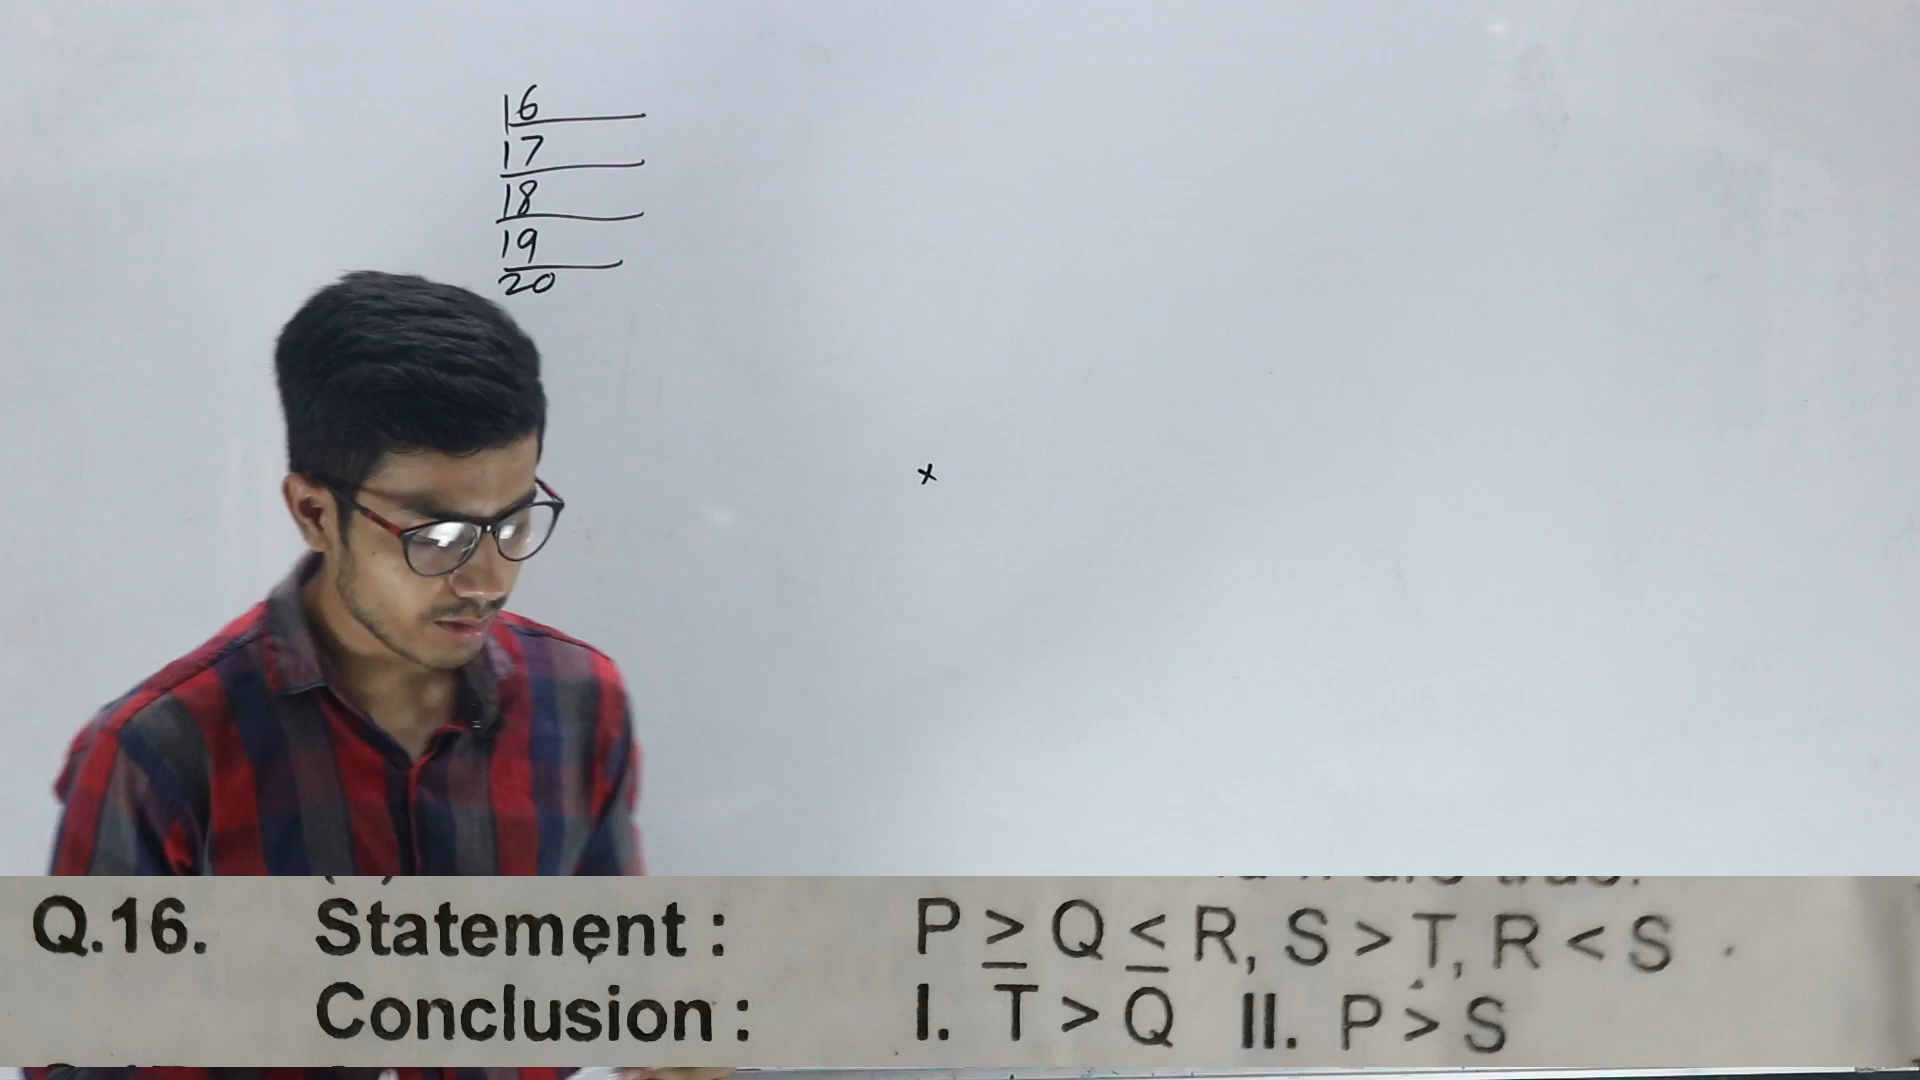 16
17
18
19
20
x
Q.16. Statement : P ≥ Q ≤ R, S > T, R < S
Conclusion : I. T > Q II. P > S